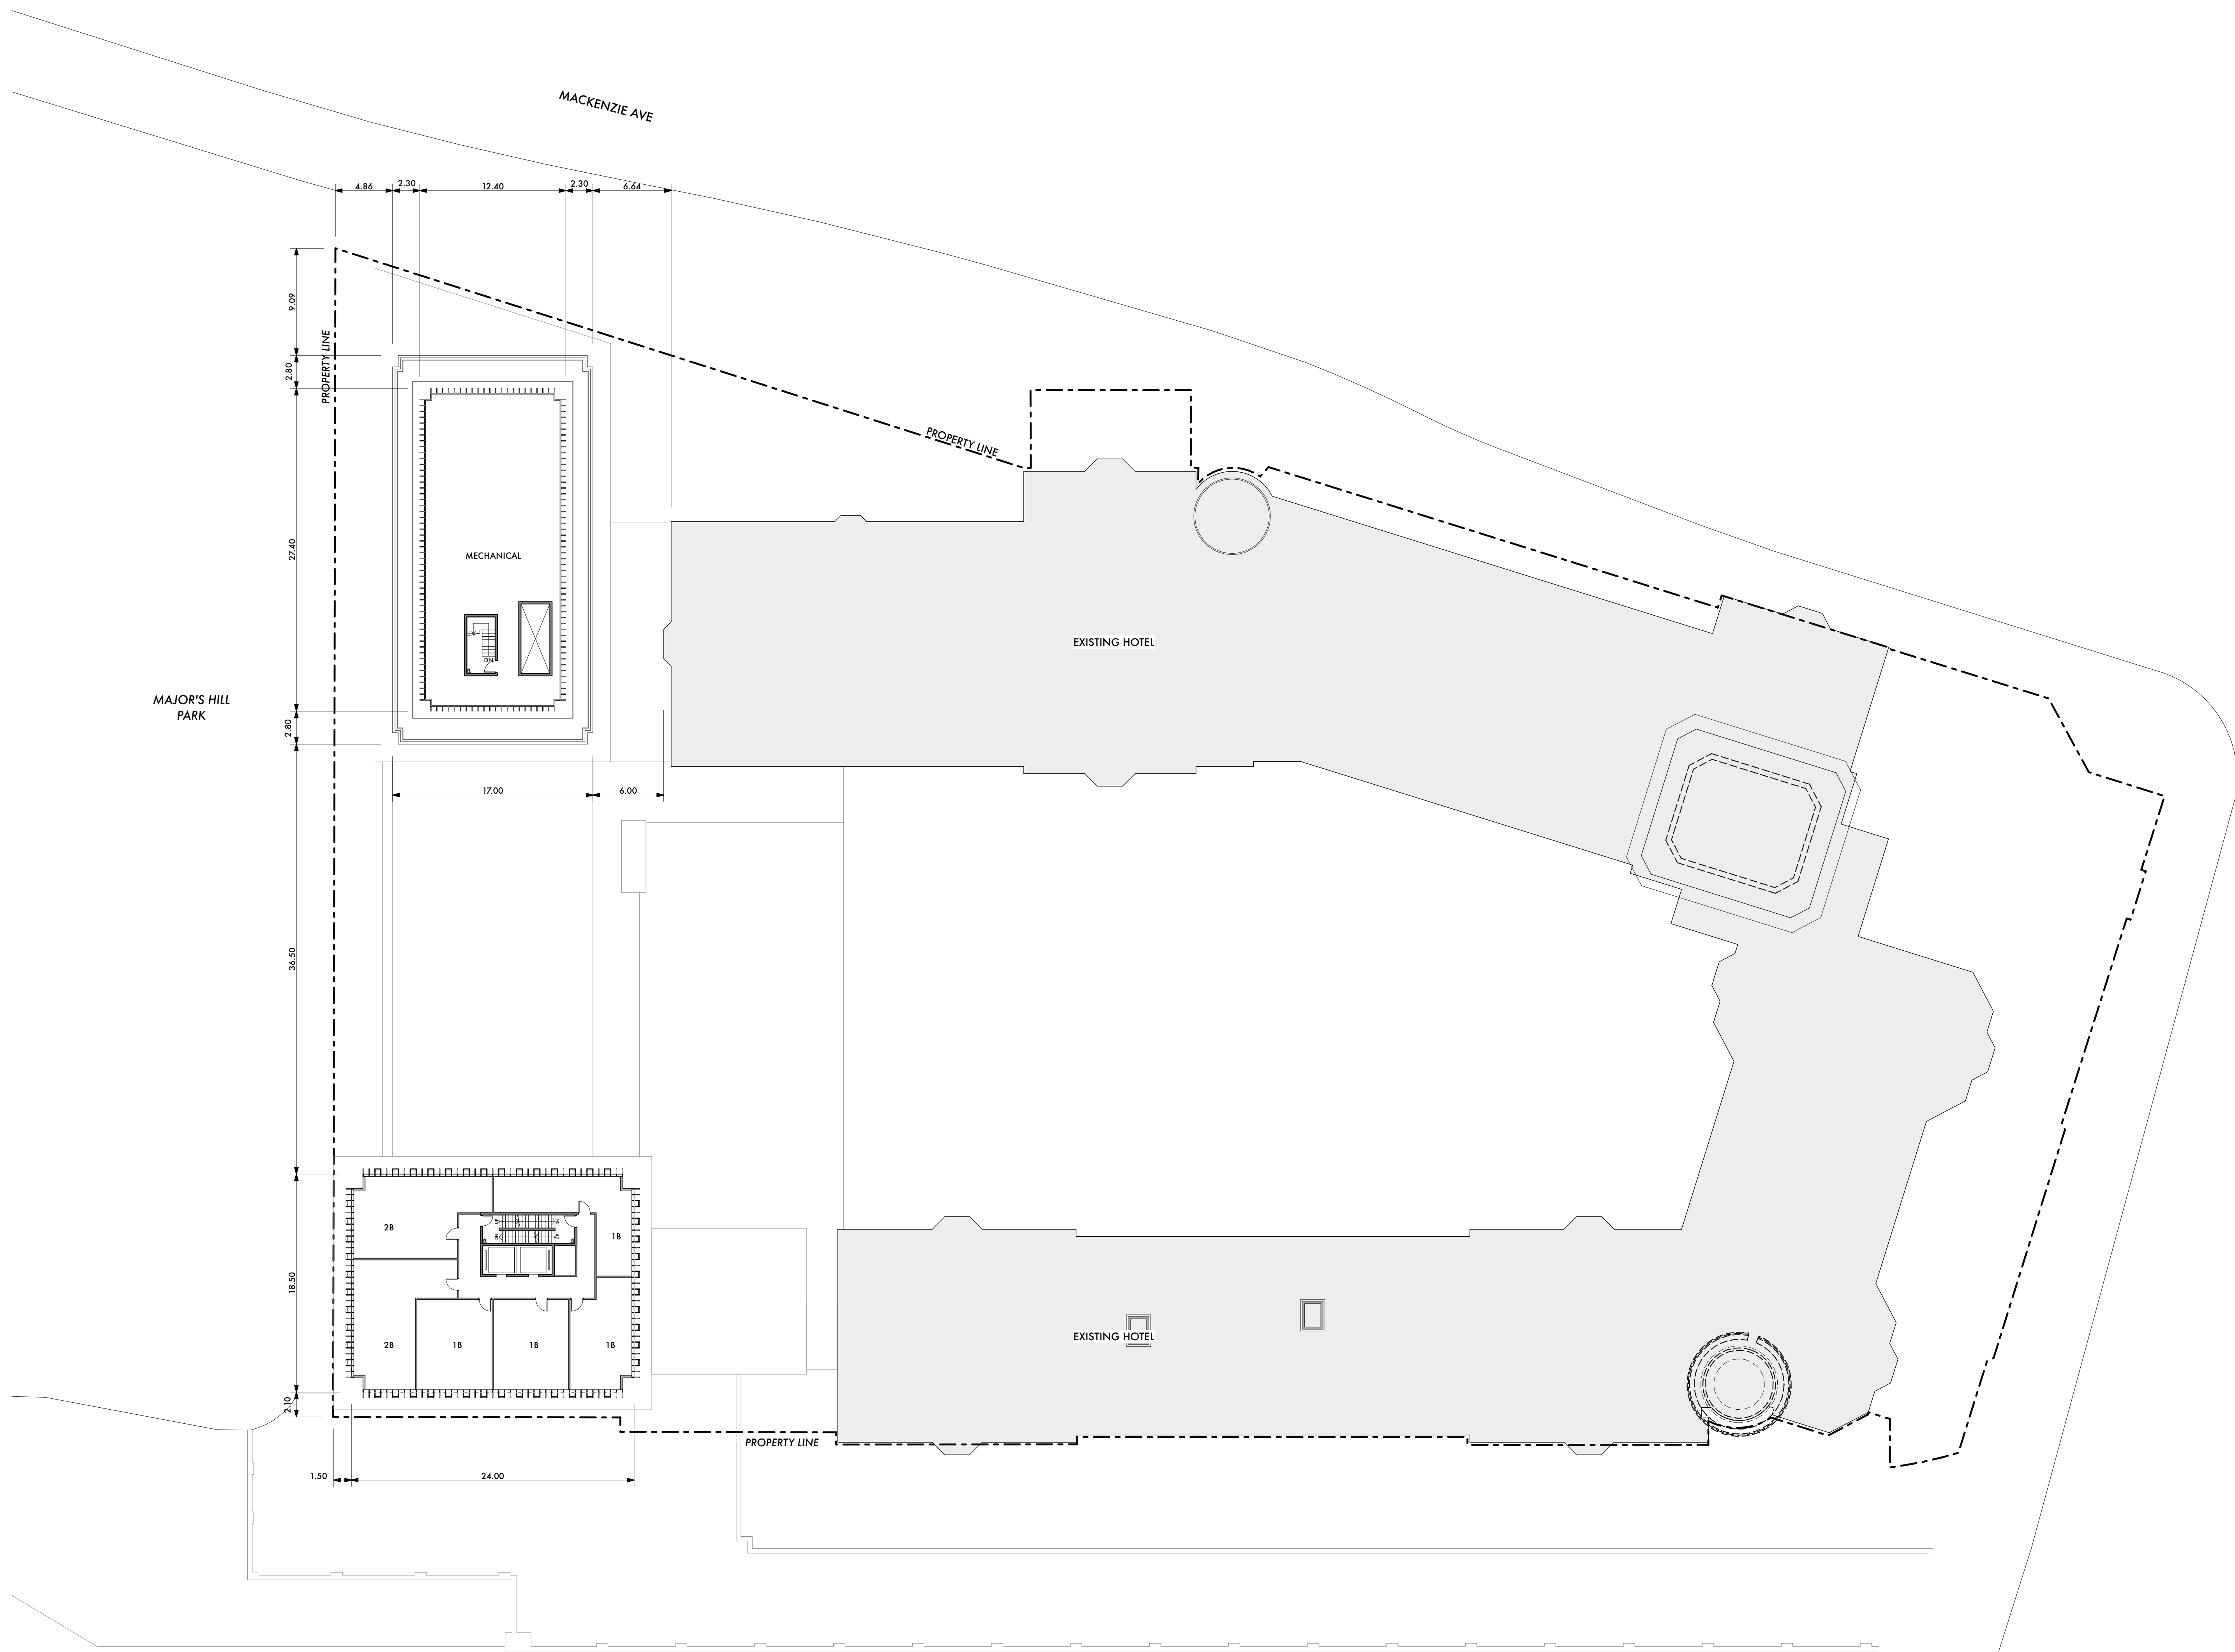 MACKENZIE AVE
4.86
2.30
12.40
2.30
6.64
9.09
PROPERTY LINE
2.80
PROPERTY LINE
27.40
MECHANICAL
EXISTING HOTEL
DN
MAJOR'S HILL
PARK
2.80
17.00
6.00
36.50
2B
1B
18.50
2B
1B
1B
1B
EXISTING HOTEL
2.10
PROPERTY LINE
1.50
24.00